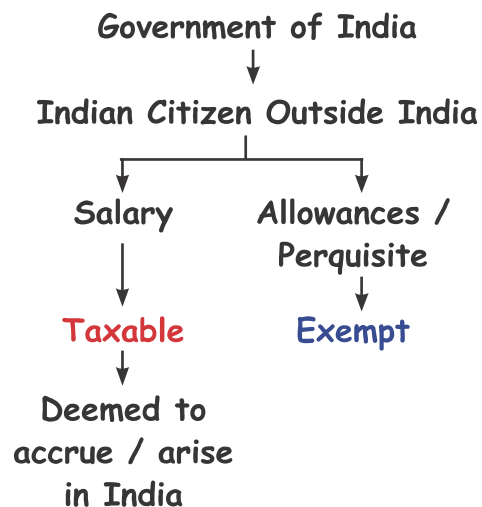 Government of India
Indian Citizen Outside India
Salary
Allowances /
Perquisite
Taxable
Exempt
Deemed to
accrue / arise
in India